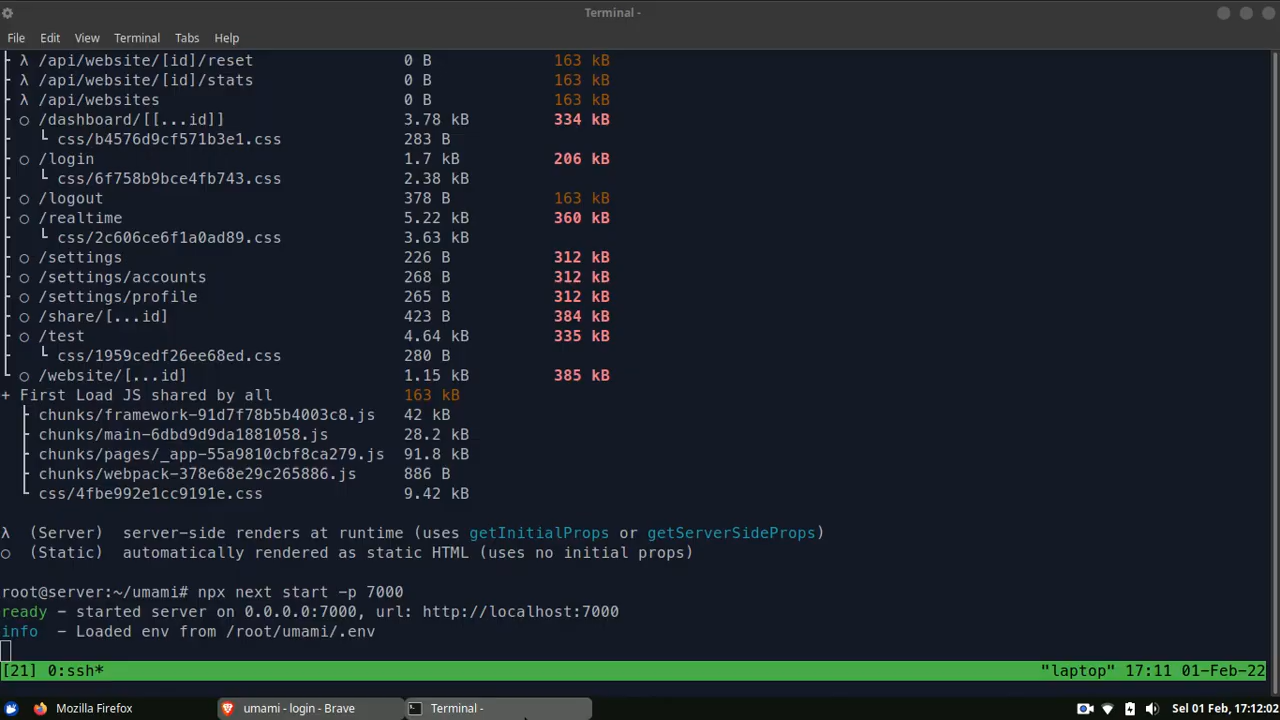 Terminal -
File Edit View Terminal Tabs Help
├ λ /api/website/[id]/reset 0 B 163 kB
├ λ /api/website/[id]/stats 0 B 163 kB
├ λ /api/websites 0 B 163 kB
├ ○ /dashboard/[[...id]] 3.78 kB 334 kB
└ css/b4576d9cf571b3e1.css 283 B
├ ○ /login 1.7 kB 206 kB
└ css/6f758b9bce4fb743.css 2.38 kB
├ ○ /logout 378 B 163 kB
├ ○ /realtime 5.22 kB 360 kB
└ css/2c606ce6f1a0ad89.css 3.63 kB
├ ○ /settings 226 B 312 kB
├ ○ /settings/accounts 268 B 312 kB
├ ○ /settings/profile 265 B 312 kB
├ ○ /share/[...id] 423 B 384 kB
├ ○ /test 4.64 kB 335 kB
└ css/1959cedf26ee68ed.css 280 B
└ ○ /website/[...id] 1.15 kB 385 kB
+ First Load JS shared by all 163 kB
├ chunks/framework-91d7f78b5b4003c8.js 42 kB
├ chunks/main-6dbd9d9da1881058.js 28.2 kB
├ chunks/pages/_app-55a9810cbf8ca279.js 91.8 kB
├ chunks/webpack-378e68e29c265886.js 886 B
└ css/4fbe992e1cc9191e.css 9.42 kB
λ (Server) server-side renders at runtime (uses getInitialProps or getServerSideProps)
○ (Static) automatically rendered as static HTML (uses no initial props)
root@server:~/umami# npx next start -p 7000
ready - started server on 0.0.0.0:7000, url: http://localhost:7000
info - Loaded env from /root/umami/.env
[21] 0:ssh* "laptop" 17:11 01-Feb-22
Mozilla Firefox umami - login - Brave Terminal - Sel 01 Feb, 17:12:02